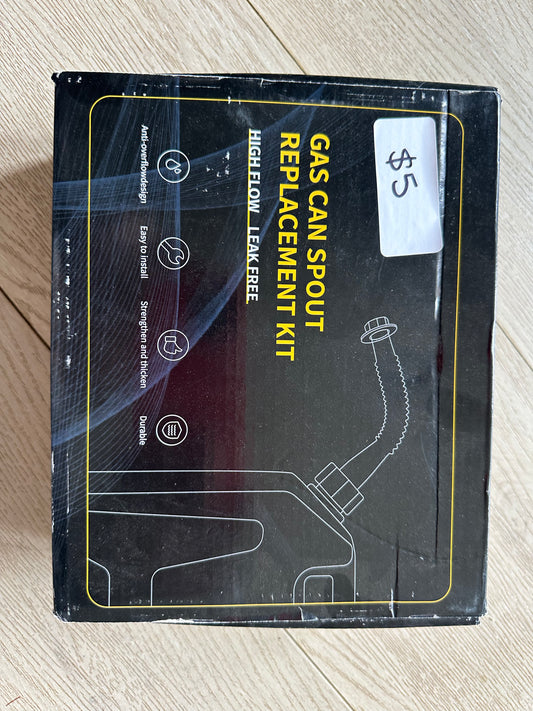 $5
GAS CAN SPOUT
REPLACEMENT KIT
HIGH FLOW LEAK FREE
Anti-overflowdesign
Easy to install
Strengthen and thicken
Durable